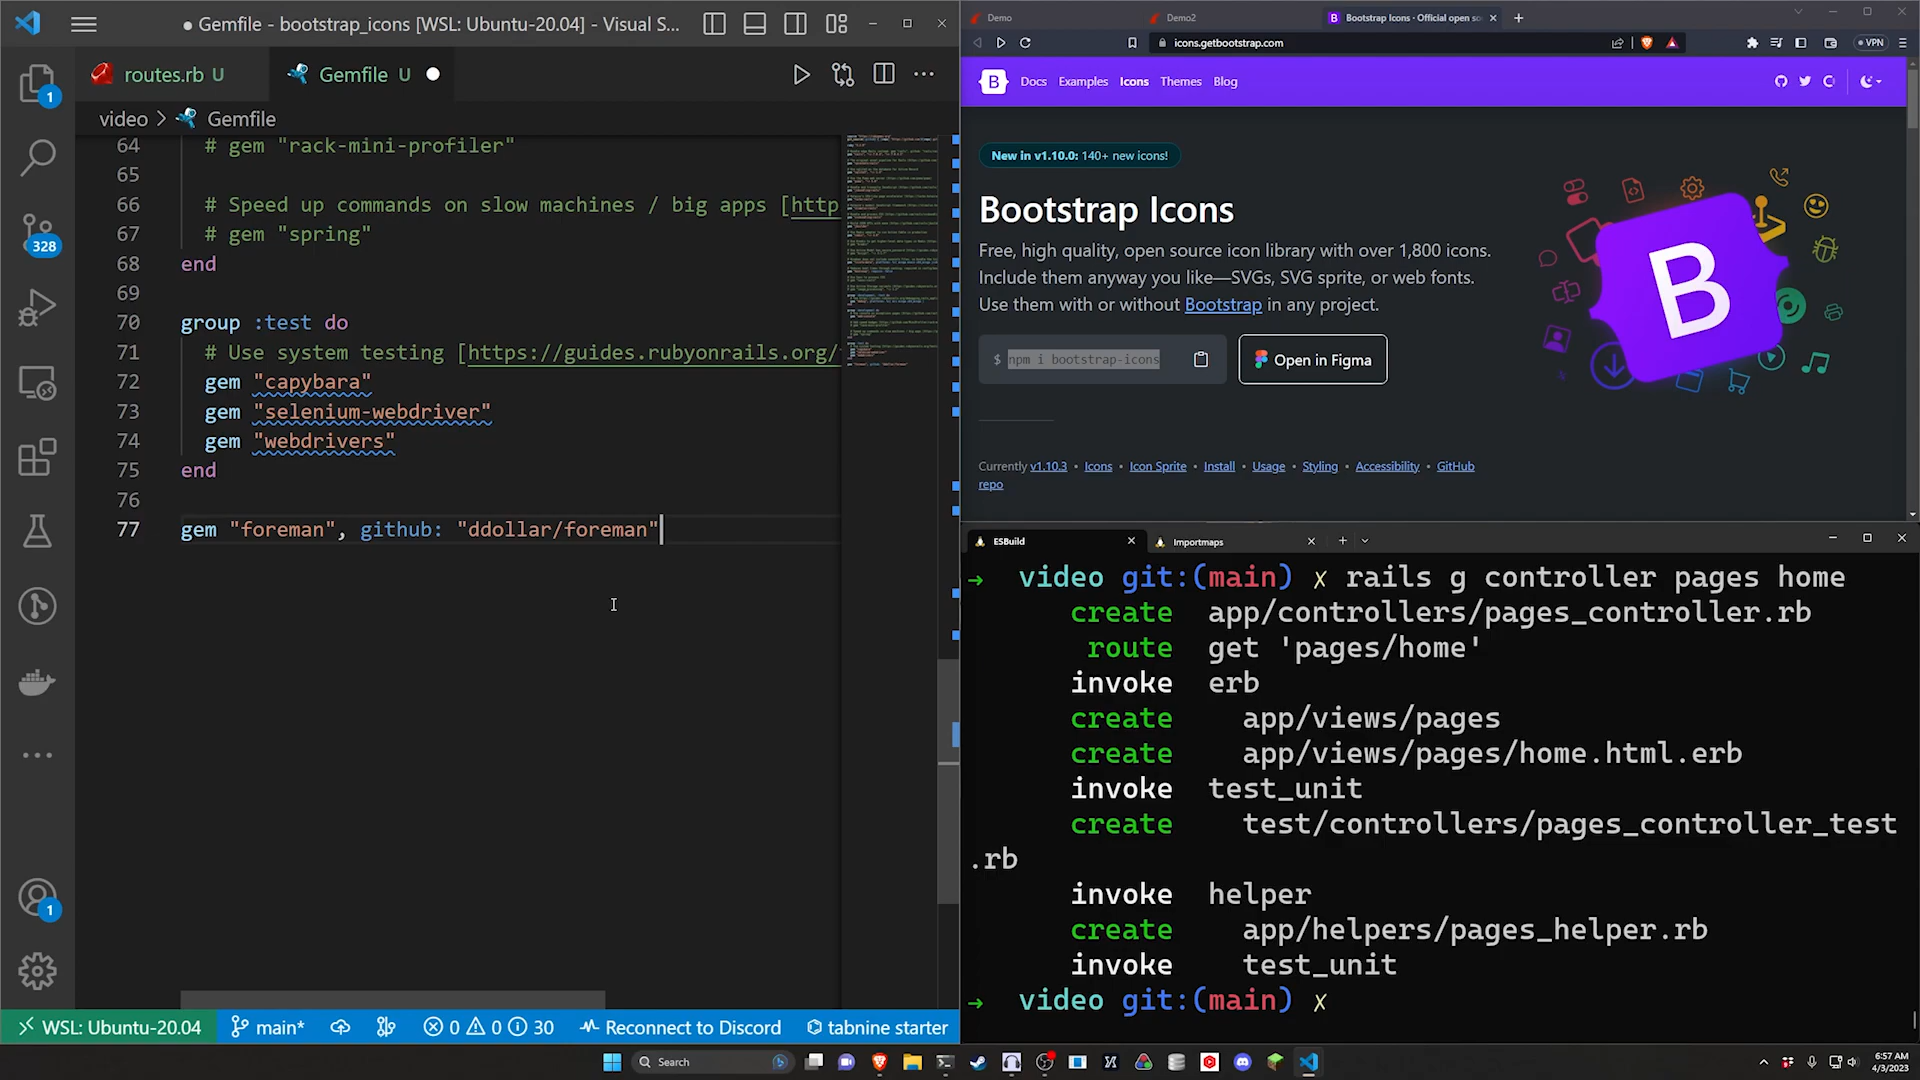 ● Gemfile - bootstrap_icons [WSL: Ubuntu-20.04] - Visual S...
routes.rb U
Gemfile U
video > Gemfile
64 # gem "rack-mini-profiler"
65
66 # Speed up commands on slow machines / big apps [http
67 # gem "spring"
68 end
69
70 group :test do
71 # Use system testing [https://guides.rubyonrails.org/
72 gem "capybara"
73 gem "selenium-webdriver"
74 gem "webdrivers"
75 end
76
77 gem "foreman", github: "ddollar/foreman"
1
328
1
WSL: Ubuntu-20.04 main* 0 0 30 Reconnect to Discord tabnine starter
Demo
Demo2
Bootstrap Icons · Official open so
icons.getbootstrap.com
VPN
B Docs Examples Icons Themes Blog
New in v1.10.0: 140+ new icons!
Bootstrap Icons
Free, high quality, open source icon library with over 1,800 icons.
Include them anyway you like—SVGs, SVG sprite, or web fonts.
Use them with or without Bootstrap in any project.
$ npm i bootstrap-icons
Open in Figma
B
Currently v1.10.3 • Icons • Icon Sprite • Install • Usage • Styling • Accessibility • GitHub
repo
ESBuild
Importmaps
→ video git:(main) ✗ rails g controller pages home
create app/controllers/pages_controller.rb
route get 'pages/home'
invoke erb
create app/views/pages
create app/views/pages/home.html.erb
invoke test_unit
create test/controllers/pages_controller_test
.rb
invoke helper
create app/helpers/pages_helper.rb
invoke test_unit
→ video git:(main) ✗
Search
6:57 AM
4/3/2023